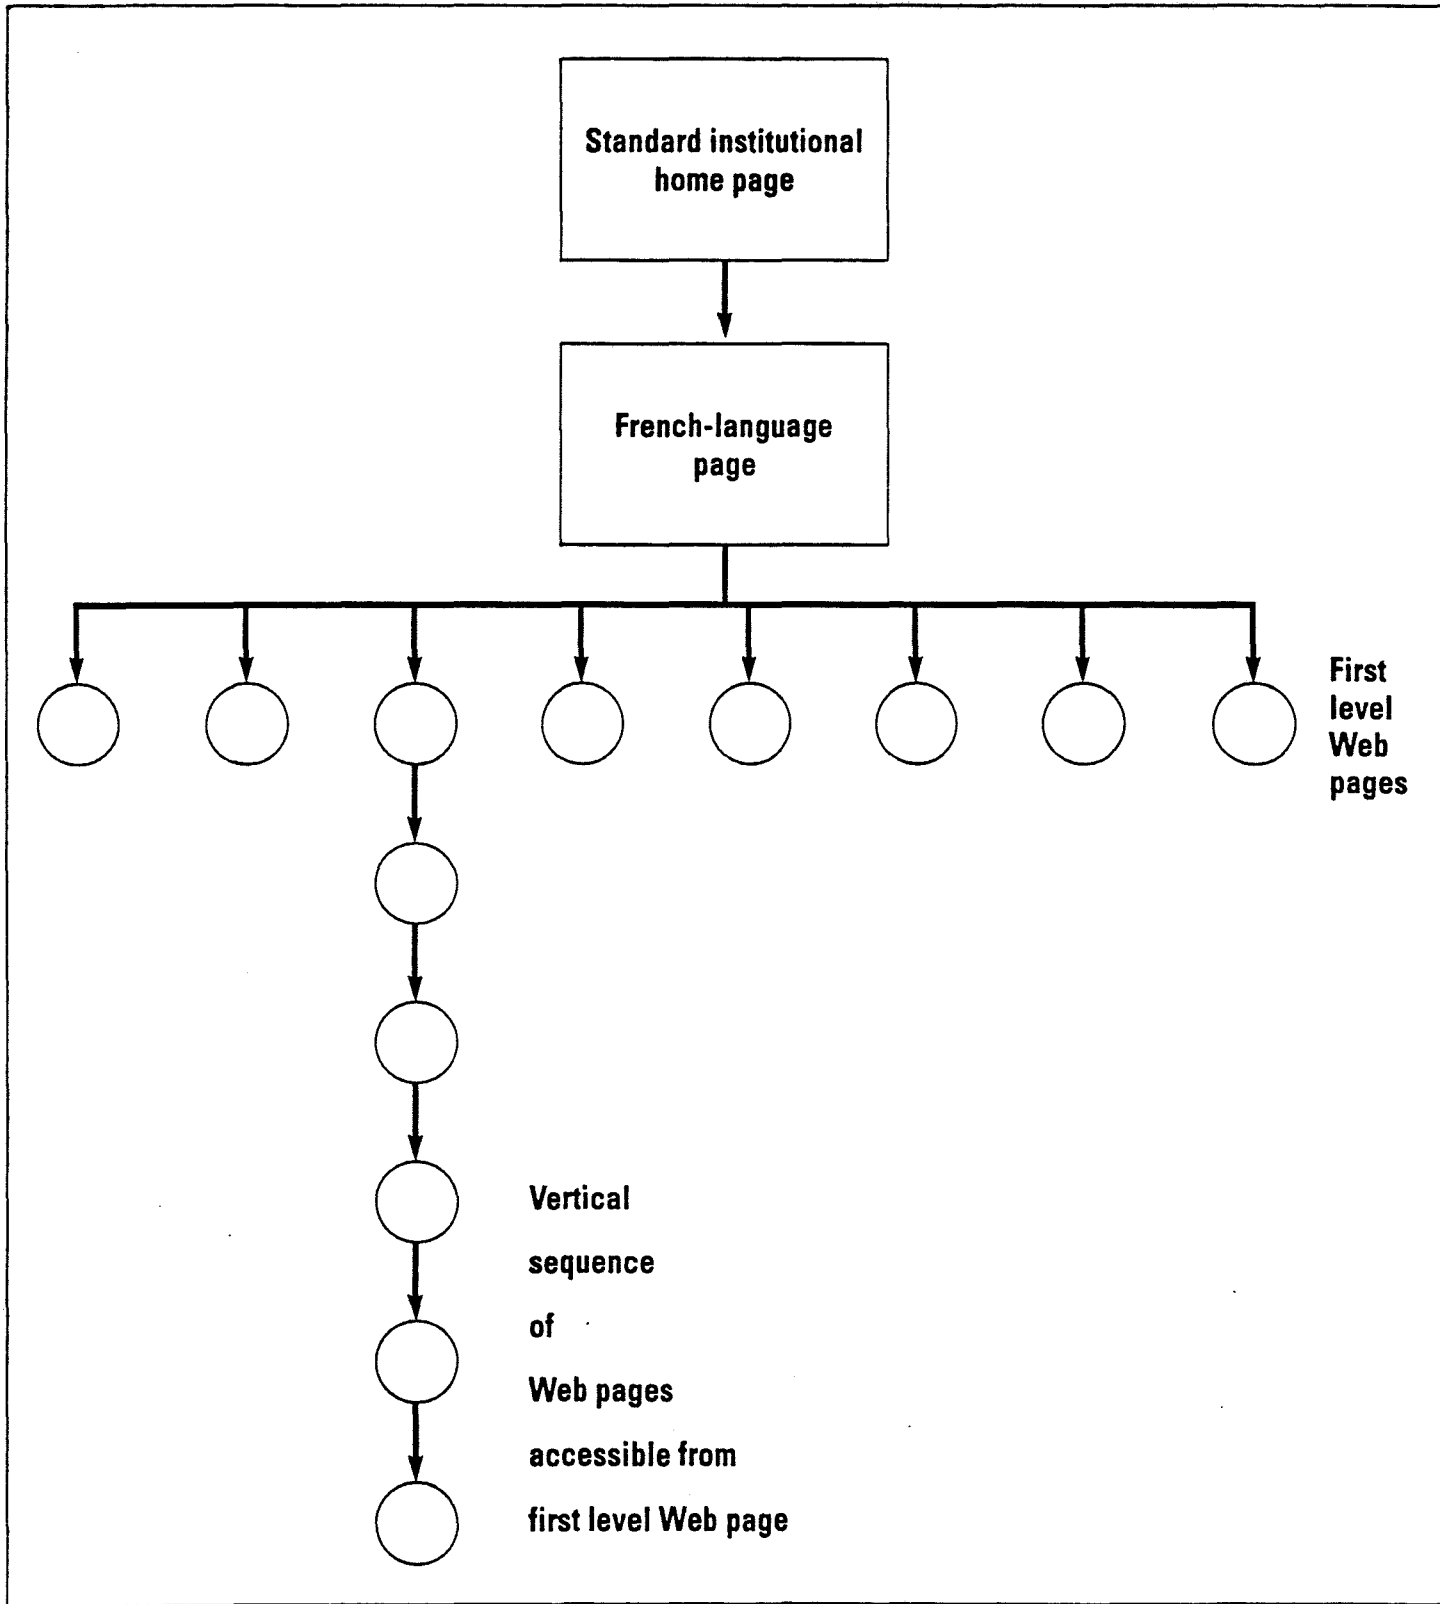 Standard institutional
home page
French-language
page
First
level
Web
pages
Vertical
sequence
of
Web pages
accessible from
first level Web page